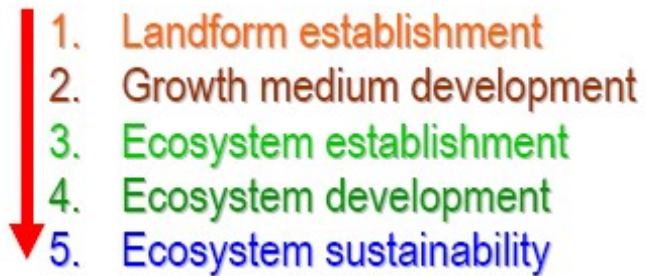 1. Landform establishment
2. Growth medium development
3. Ecosystem establishment
4. Ecosystem development
5. Ecosystem sustainability